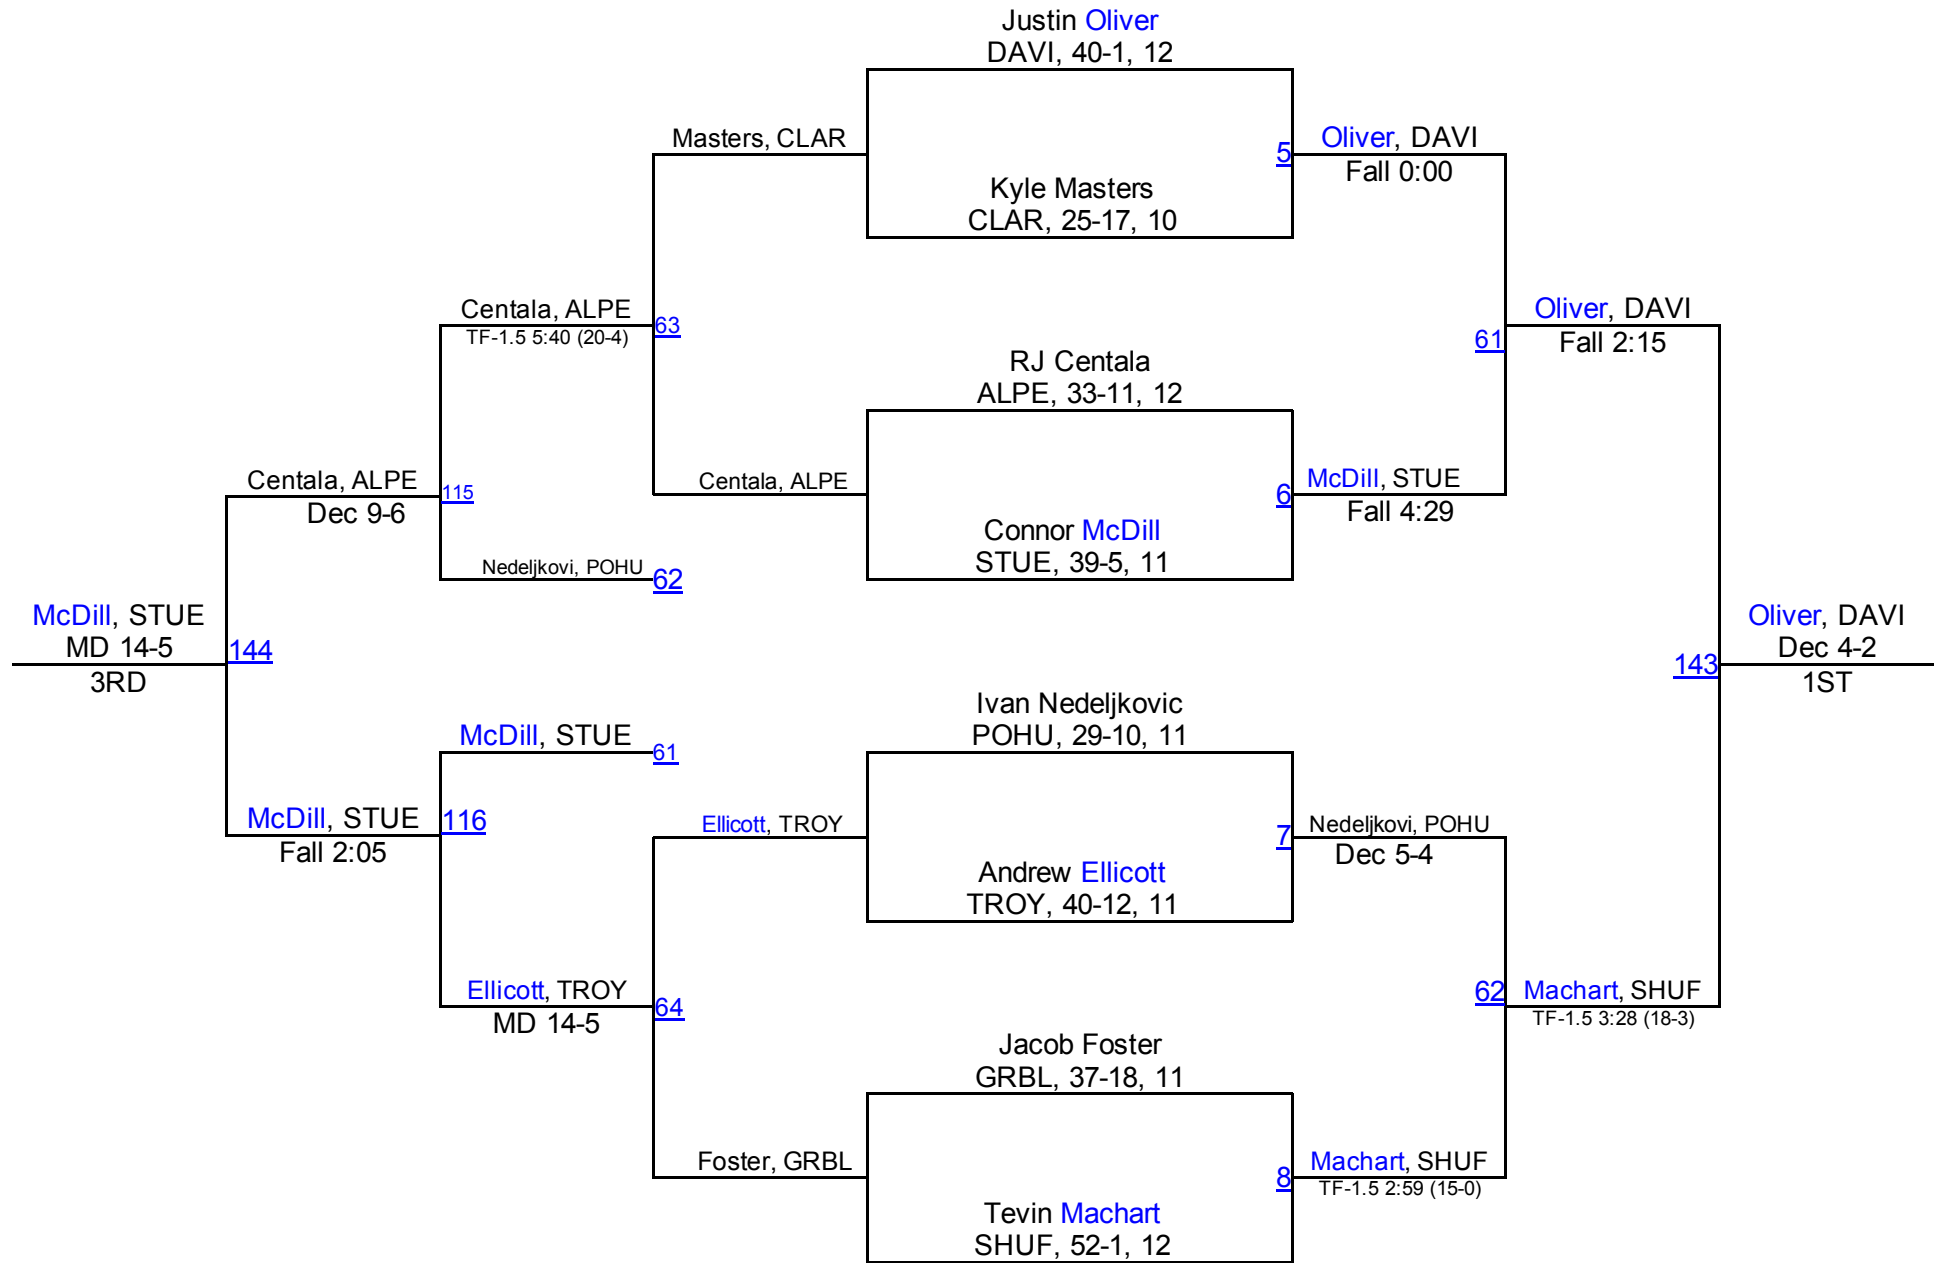 Justin Oliver
DAVI, 40-1, 12
Masters, CLAR
5
Oliver, DAVI
Fall 0:00
Kyle Masters
CLAR, 25-17, 10
Centala, ALPE
TF-1.5 5:40 (20-4)
63
Oliver, DAVI
Fall 2:15
61
RJ Centala
ALPE, 33-11, 12
Centala, ALPE
Dec 9-6
115
Centala, ALPE
6
McDill, STUE
Fall 4:29
Connor McDill
STUE, 39-5, 11
Nedeljkovi, POHU
62
McDill, STUE
MD 14-5
3RD
144
143
Oliver, DAVI
Dec 4-2
1ST
Ivan Nedeljkovic
POHU, 29-10, 11
McDill, STUE
61
McDill, STUE
Fall 2:05
116
Ellicott, TROY
7
Nedeljkovi, POHU
Dec 5-4
Andrew Ellicott
TROY, 40-12, 11
Ellicott, TROY
MD 14-5
64
62
Machart, SHUF
TF-1.5 3:28 (18-3)
Jacob Foster
GRBL, 37-18, 11
Foster, GRBL
8
Machart, SHUF
TF-1.5 2:59 (15-0)
Tevin Machart
SHUF, 52-1, 12